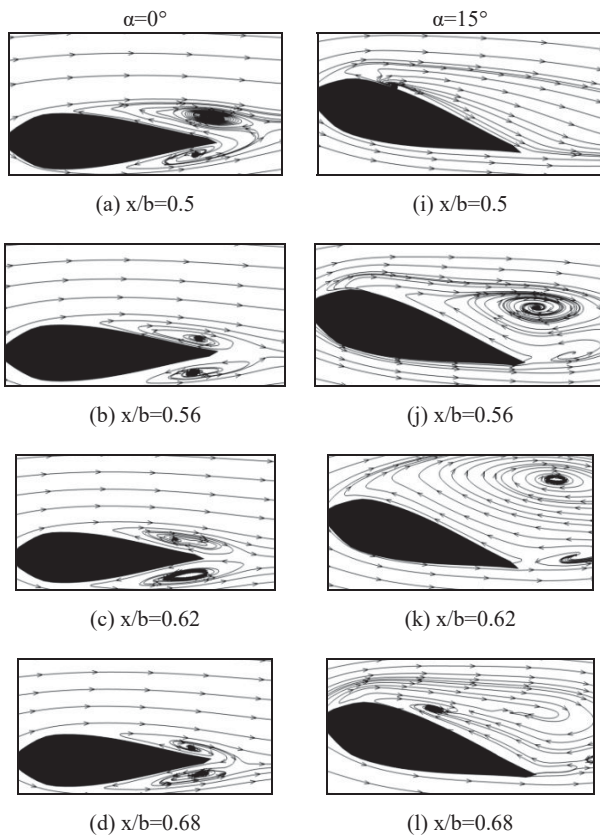 α=0° α=15°
(a) x/b=0.5 (i) x/b=0.5
(b) x/b=0.56 (j) x/b=0.56
(c) x/b=0.62 (k) x/b=0.62
(d) x/b=0.68 (l) x/b=0.68